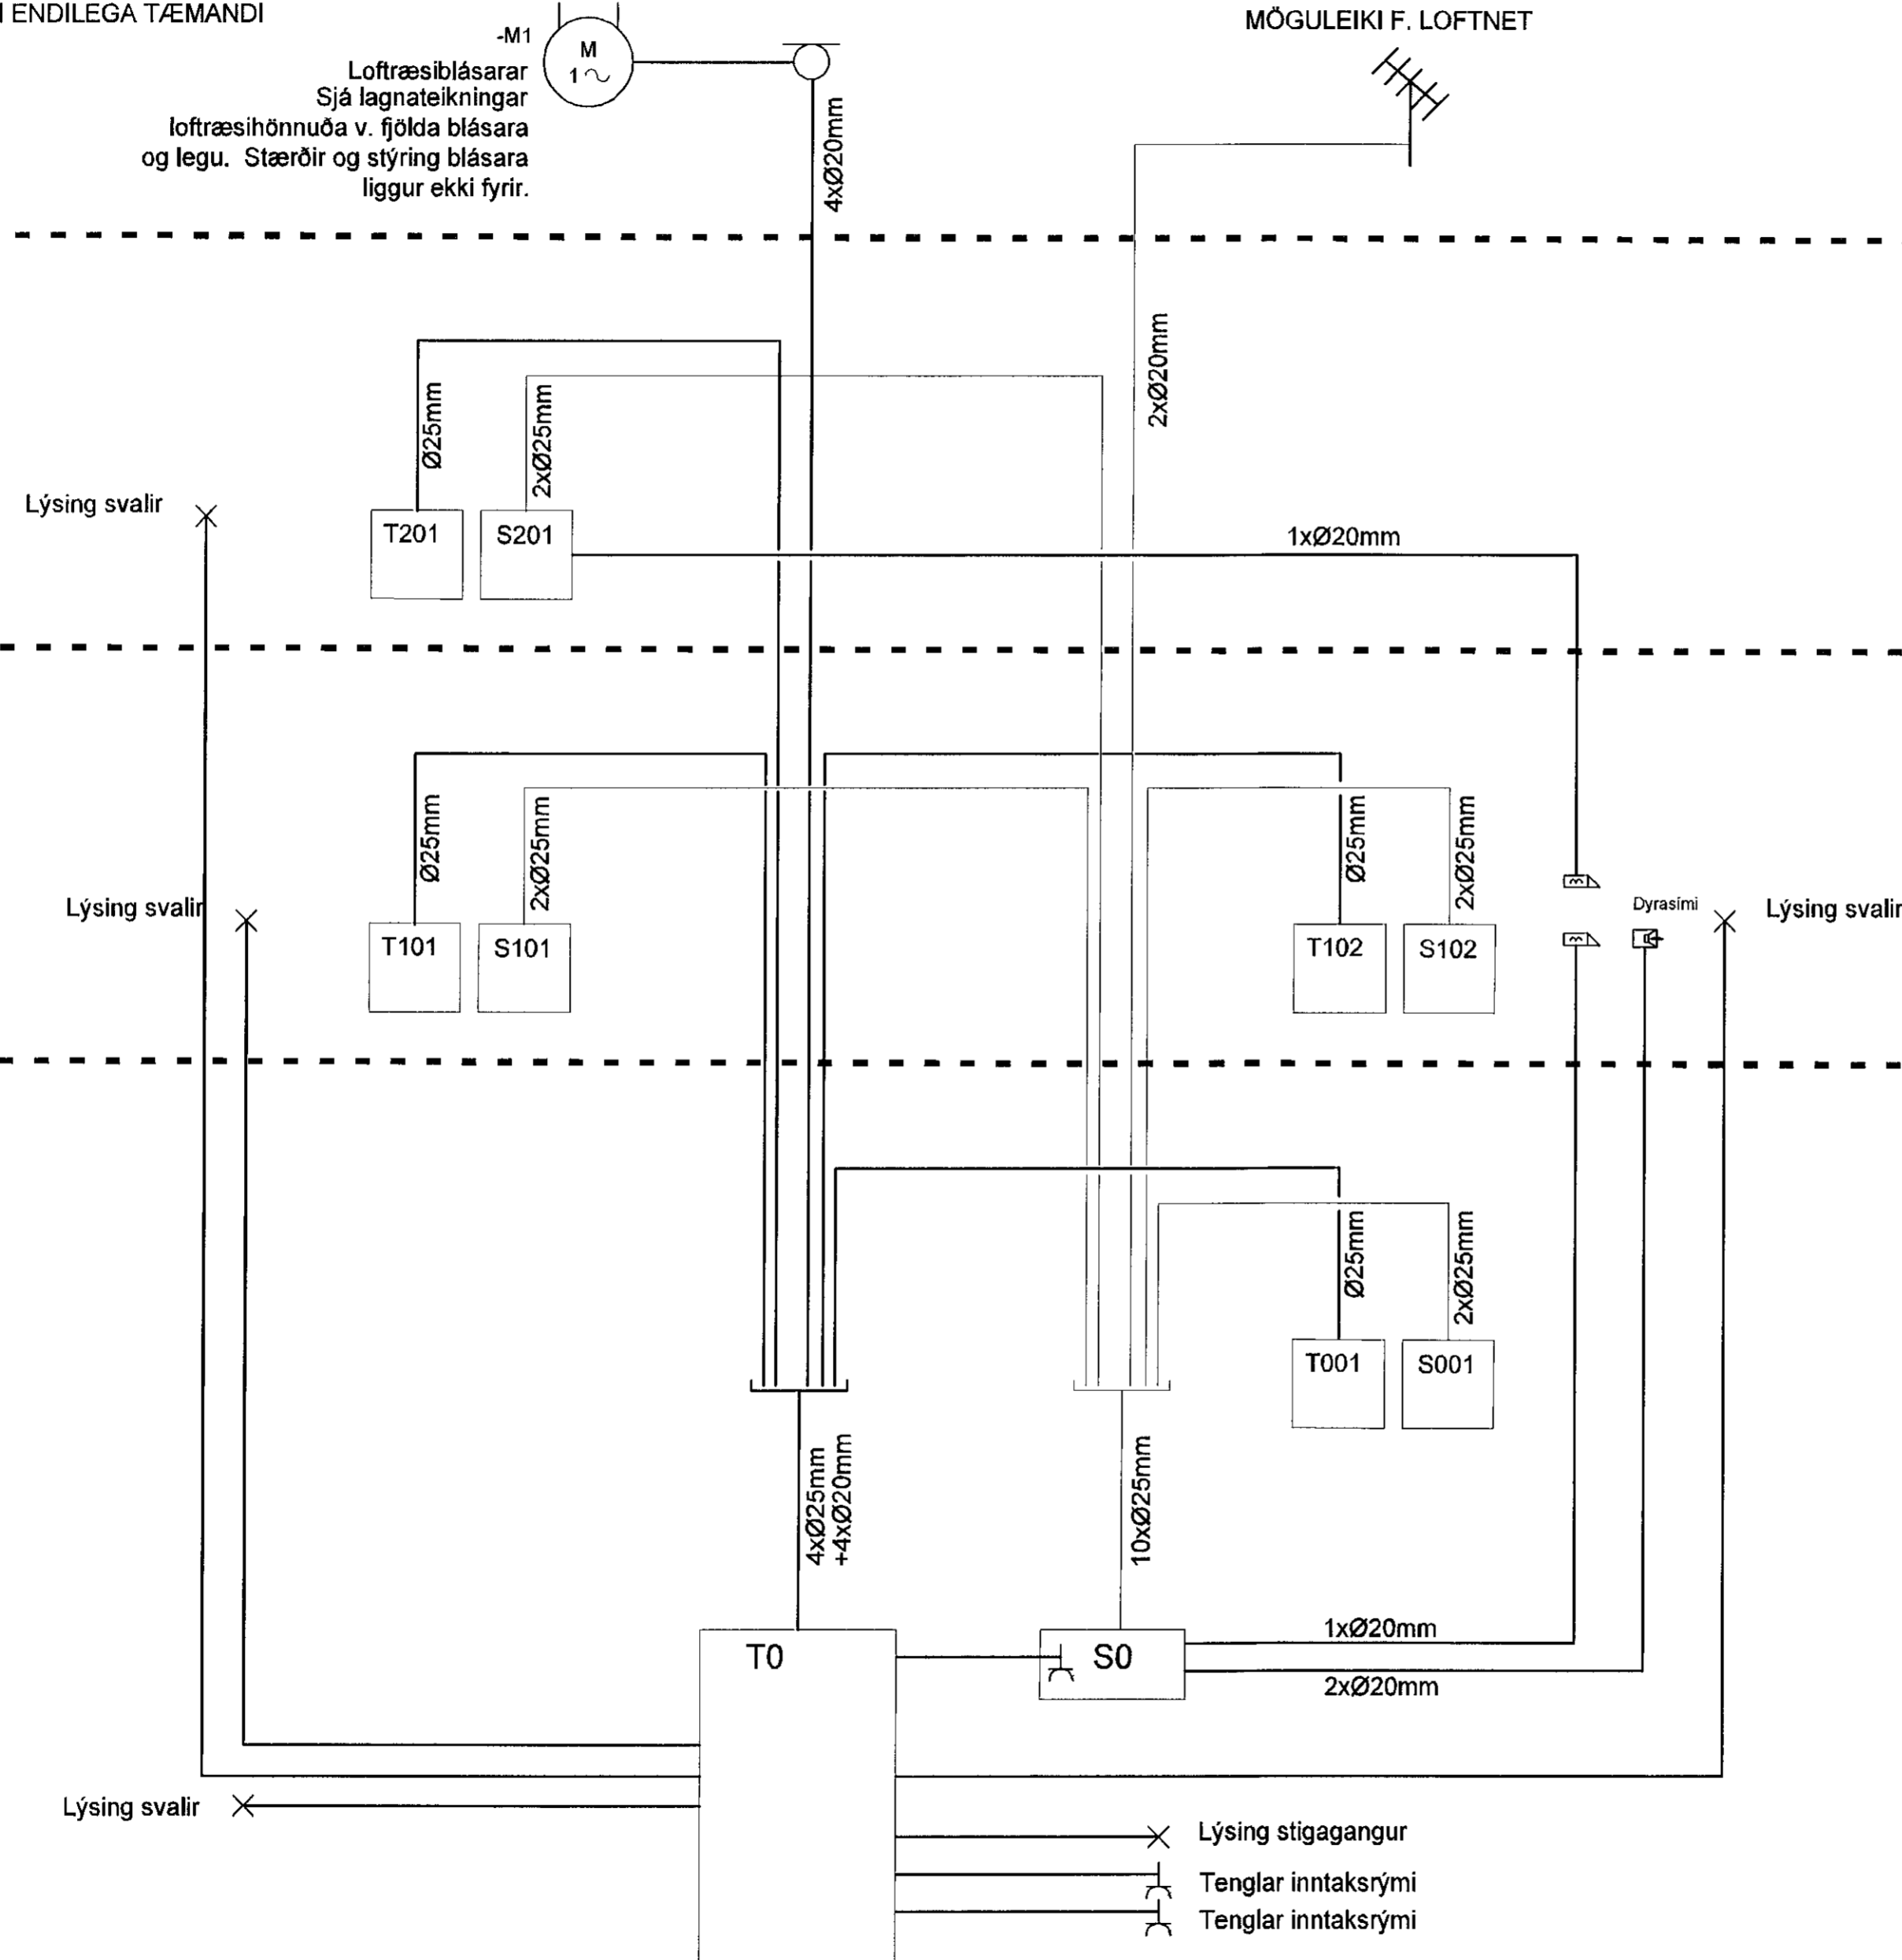 ENDILEGA TÆMANDI
MÖGULEIKI F. LOFTNET
-M1
M
1
Loftræsiblásarar
Sjá lagnateikningar
loftræsihönnuða v. fjölda blásara
og legu. Stærðir og stýring blásara
liggur ekki fyrir.
4xØ20mm
2xØ20mm
Ø25mm
2xØ25mm
Lýsing svalir
T201
S201
1xØ20mm
Ø25mm
2xØ25mm
Ø25mm
2xØ25mm
Lýsing svalir
T101
S101
T102
S102
Dyrasími
Lýsing svalir
Ø25mm
2xØ25mm
T001
S001
4xØ25mm
+4xØ20mm
10xØ25mm
T0
S0
1xØ20mm
2xØ20mm
Lýsing svalir
Lýsing stigagangur
Tenglar inntaksrými
Tenglar inntaksrými